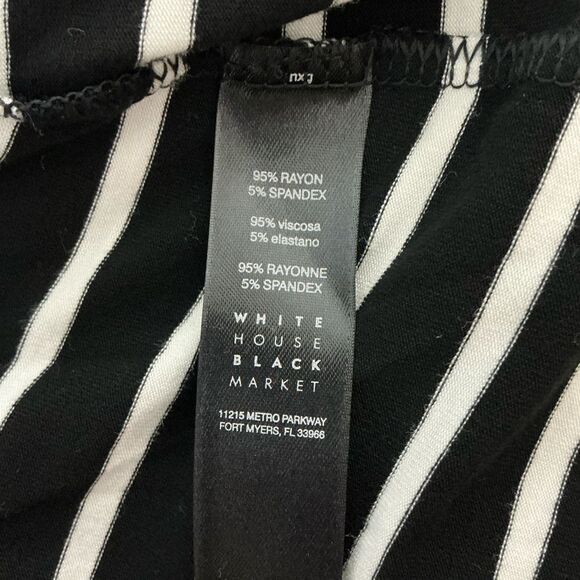 95% RAYON
5% SPANDEX
95% viscosa
5% elastano
95% RAYONNE
5% SPANDEX
WHITE
HOUSE
BLACK
MARKET
11215 METRO PARKWAY
FORT MYERS, FL 33966